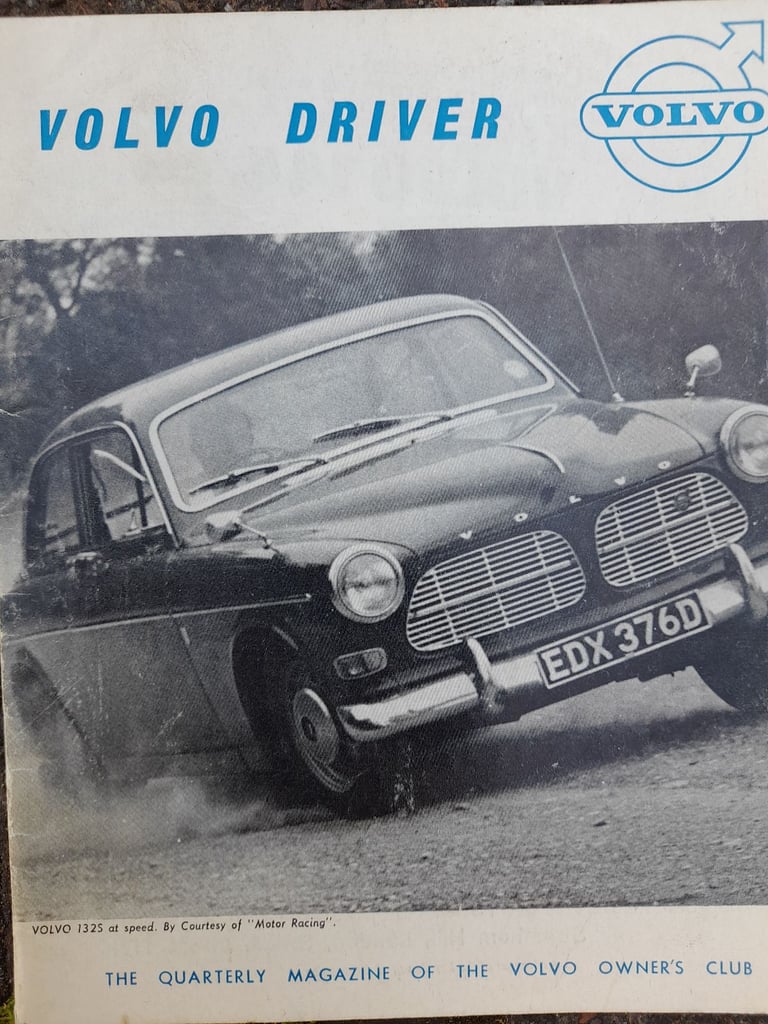 VOLVO DRIVER
VOLVO
VOLVO
EDX 376D
VOLVO 132S at speed. By Courtesy of "Motor Racing".
THE QUARTERLY MAGAZINE OF THE VOLVO OWNER'S CLUB